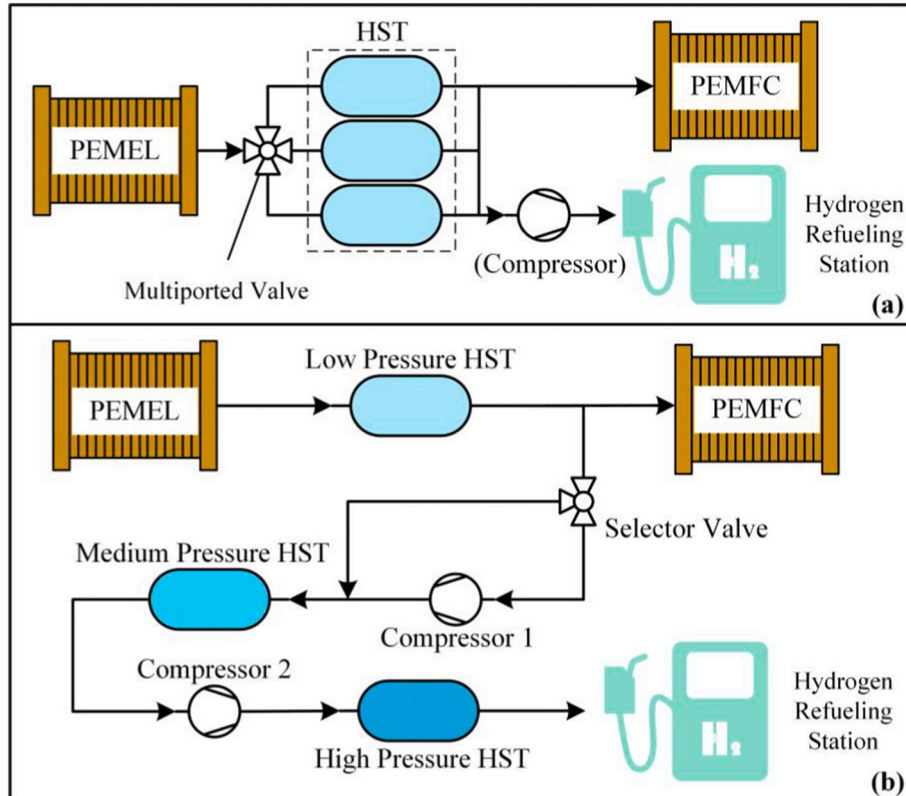 HST
PEMEL
PEMFC
Multiported Valve
(Compressor)
H2
Hydrogen
Refueling
Station
(a)
Low Pressure HST
PEMEL
PEMFC
Selector Valve
Medium Pressure HST
Compressor 1
Compressor 2
High Pressure HST
H2
Hydrogen
Refueling
Station
(b)